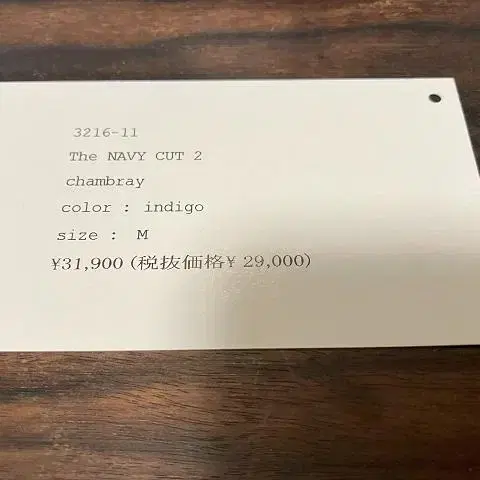 3216-11
The NAVY CUT 2
chambray
color : indigo
size : M
¥31,900 (税抜価格¥ 29,000)